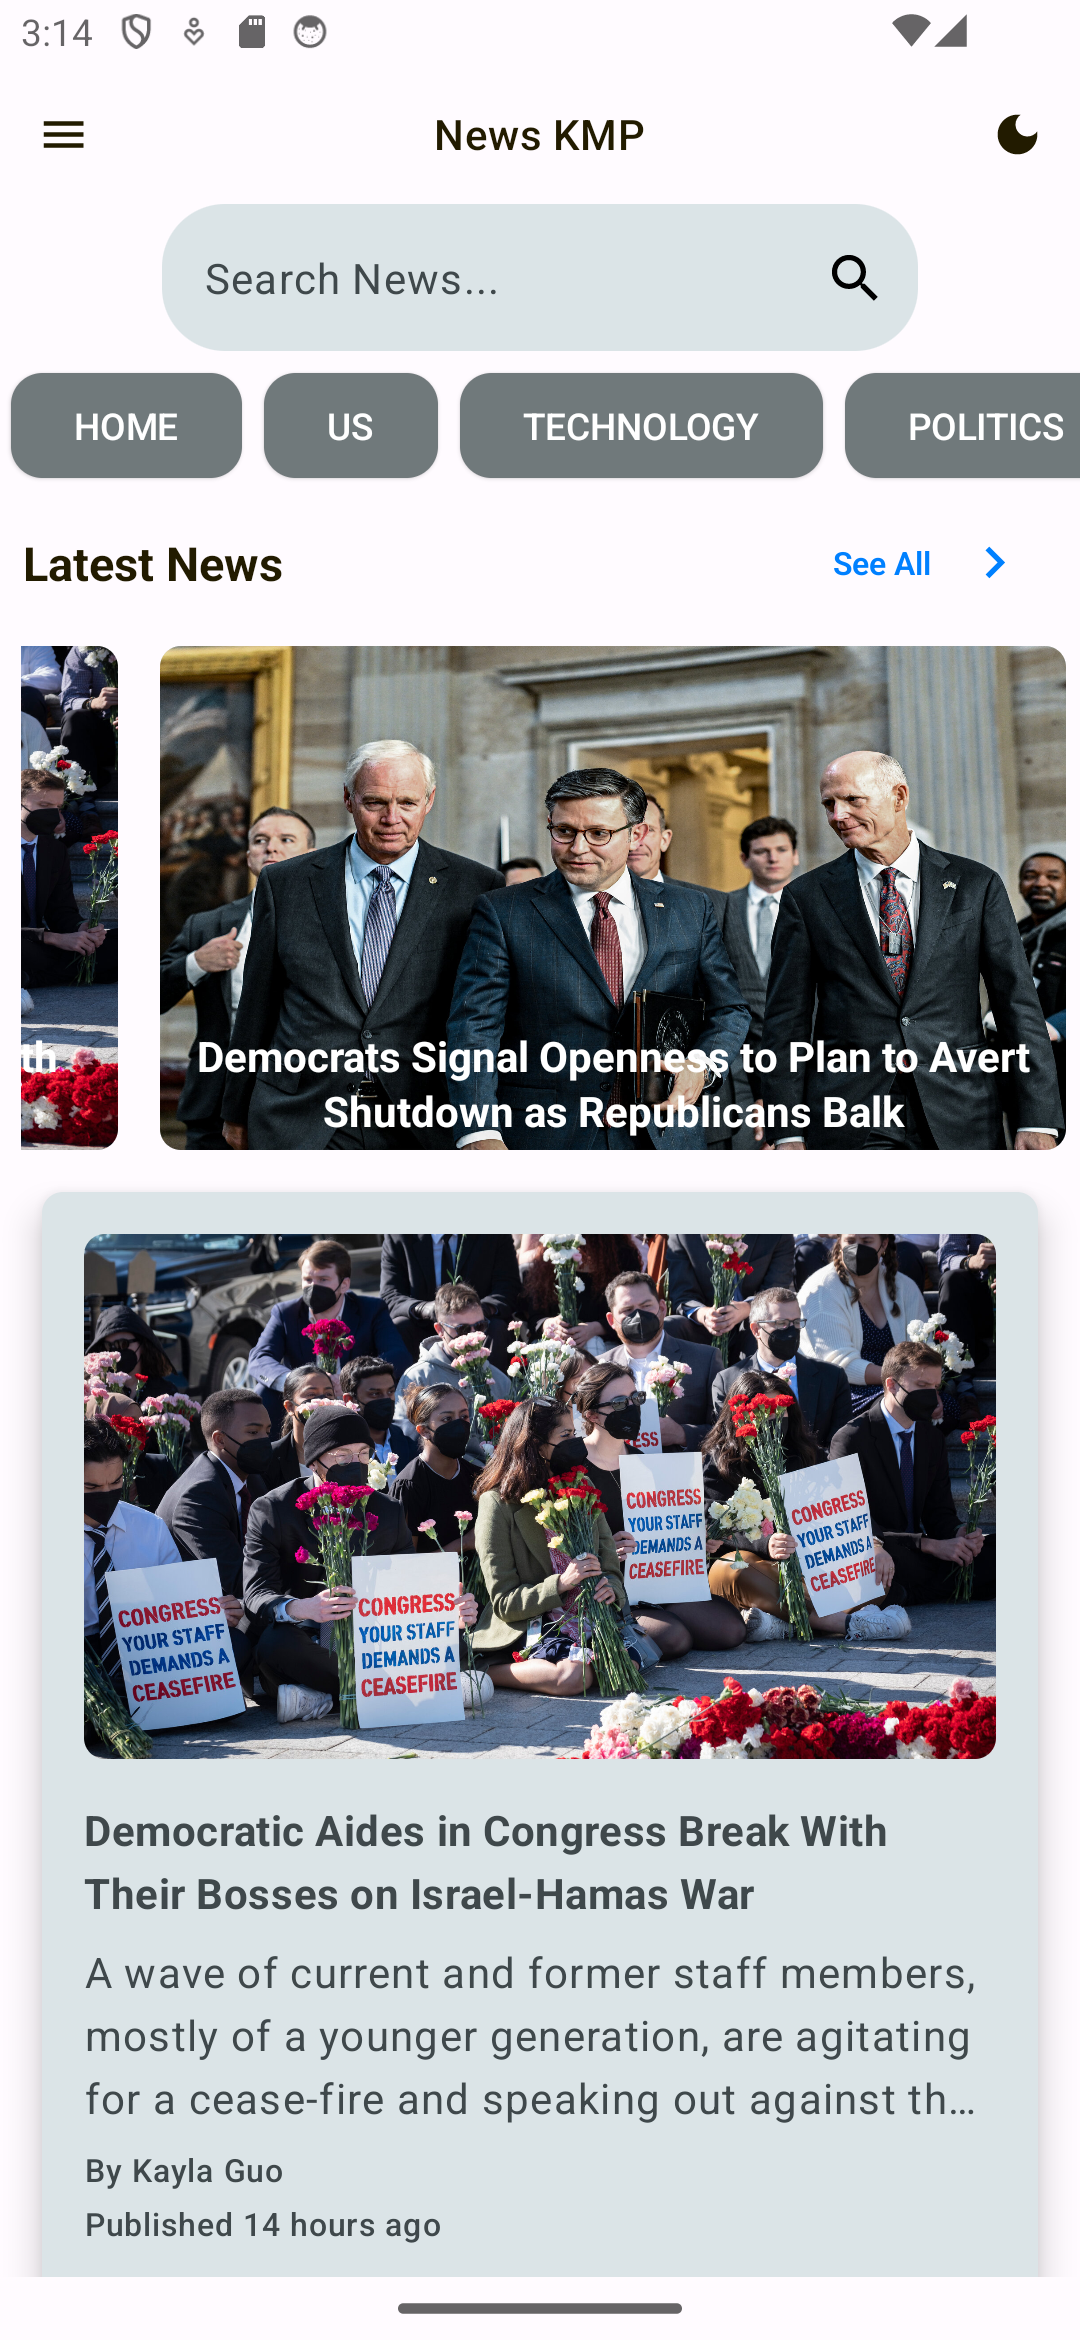 3:14
News KMP
Search News...
HOME US TECHNOLOGY POLITICS
Latest News
See All
th
Democrats Signal Openness to Plan to Avert
Shutdown as Republicans Balk
ESS
CONGRESS
YOUR STAFF
DEMANDS A
CEASEFIRE
CONGRESS
YOUR STAFF
DEMANDS A
CEASEFIRE
CONGRESS
YOUR STAFF
DEMANDS A
CEASEFIRE
CONGRESS
YOUR STAFF
DEMANDS A
CEASEFIRE
Democratic Aides in Congress Break With
Their Bosses on Israel-Hamas War
A wave of current and former staff members,
mostly of a younger generation, are agitating
for a cease-fire and speaking out against th…
By Kayla Guo
Published 14 hours ago